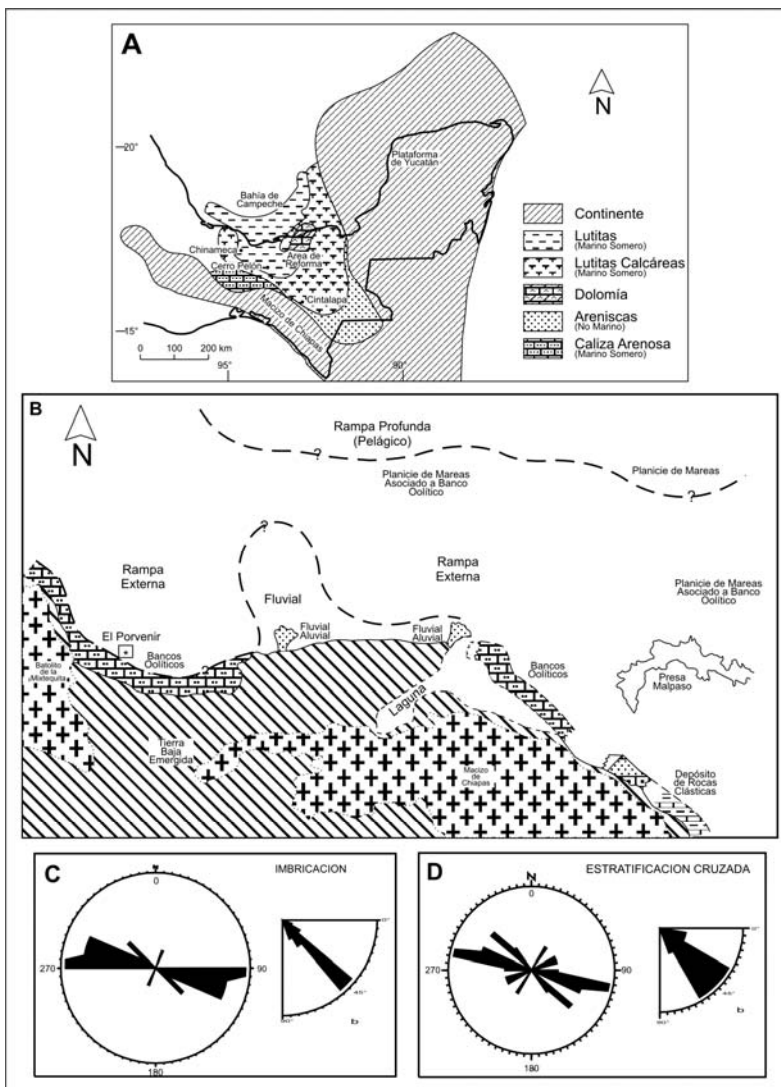 A
N
20°
Plataforma
de Yucatán
Bahía de
Campeche
Chinameca
Area de
Reforma
Cerro Pelón
Cintalapa
Macizo de Chiapas
15°
0 100 200 km
95°
90°
Continente
Lutitas
(Marino Somero)
Lutitas Calcáreas
(Marino Somero)
Dolomía
Areniscas
(No Marino)
Caliza Arenosa
(Marino Somero)
B
N
Rampa Profunda
(Pelágico)
?
Planicie de Mareas
Asociado a Banco
Oolítico
Planicie de Mareas
?
?
Rampa
Externa
Fluvial
Rampa
Externa
Planicie de Mareas
Asociado a Banco
Oolítico
El Porvenir
Bancos
Oolíticos
?
Fluvial
Aluvial
Fluvial
Aluvial
Bancos
Oolíticos
Presa
Malpaso
Batolito
de la
Mixtequita
Laguna
Tierra
Baja
Emergida
Macizo
de
Chiapas
Depósito
de Rocas
Clásticas
C
IMBRICACION
N
0
270
90
180
45°
90°
b
D
ESTRATIFICACION CRUZADA
N
0
270
90
180
45°
90°
b